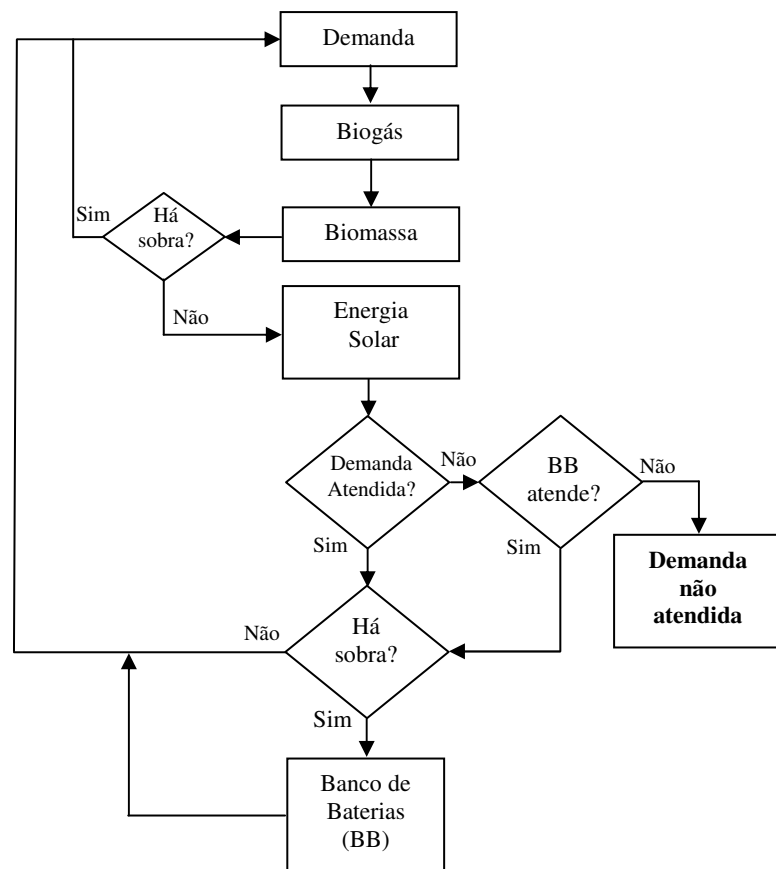 Demanda
Biogás
Biomassa
Há
sobra?
Sim
Não
Energia
Solar
Demanda
Atendida?
Não
BB
atende?
Não
Sim
Sim
Demanda
não
atendida
Não
Há
sobra?
Sim
Banco de
Baterias
(BB)